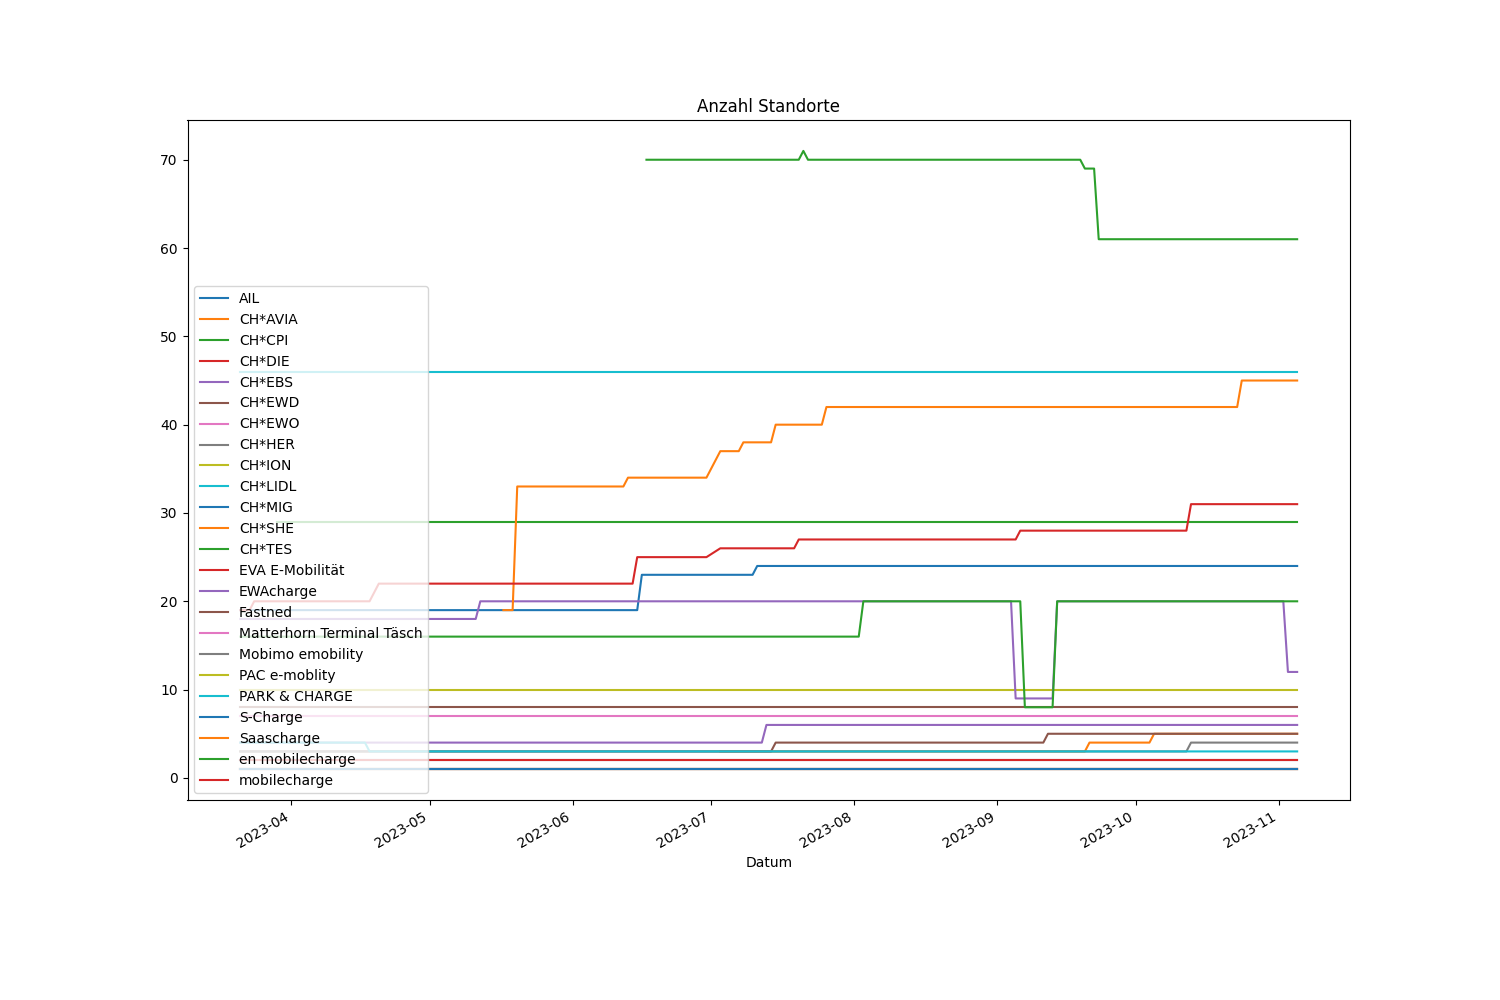 Anzahl Standorte
70
60
50
40
30
20
10
0
AIL
CH*AVIA
CH*CPI
CH*DIE
CH*EBS
CH*EWD
CH*EWO
CH*HER
CH*ION
CH*LIDL
CH*MIG
CH*SHE
CH*TES
EVA E-Mobilität
EWAcharge
Fastned
Matterhorn Terminal Täsch
Mobimo emobility
PAC e-moblity
PARK & CHARGE
S-Charge
Saascharge
en mobilecharge
mobilecharge
2023-04
2023-05
2023-06
2023-07
2023-08
2023-09
2023-10
2023-11
Datum